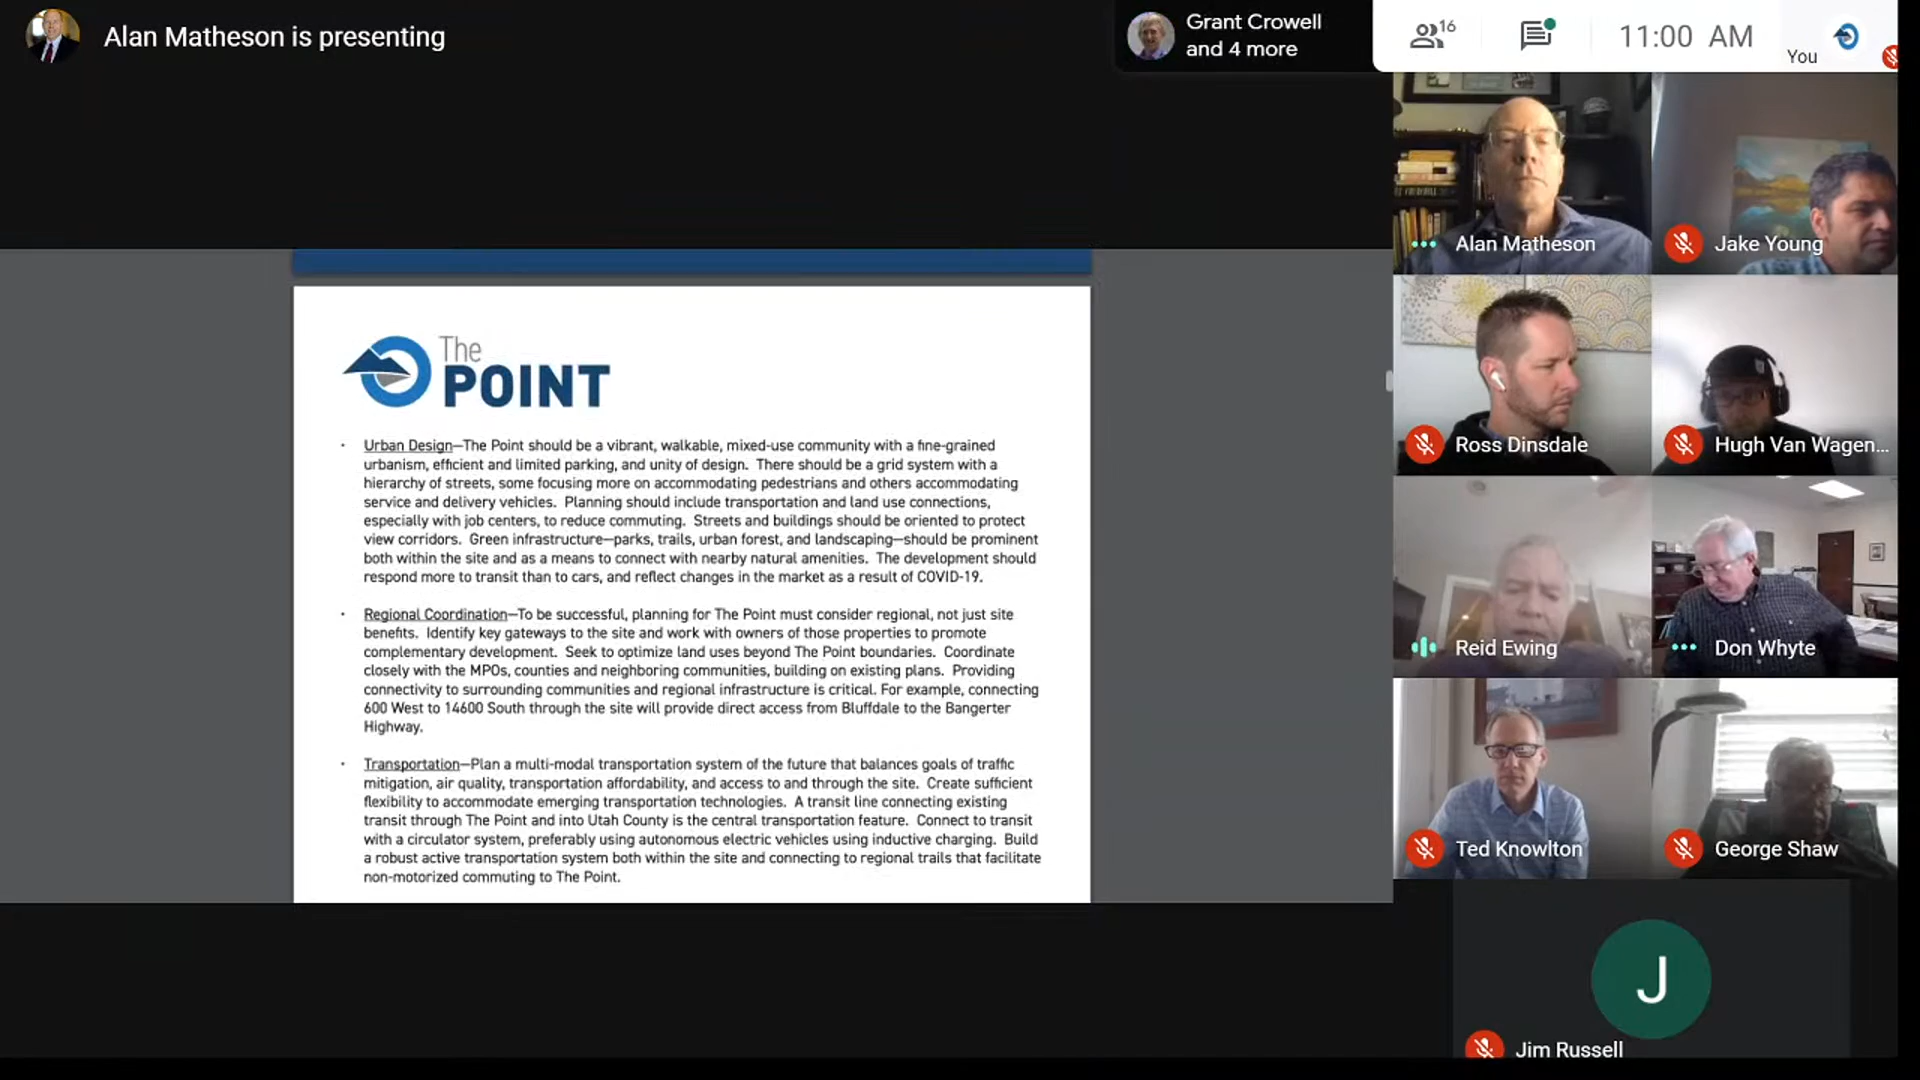 Alan Matheson is presenting
Grant Crowell
and 4 more
16
11:00 AM
You
The
POINT
· Urban Design—The Point should be a vibrant, walkable, mixed-use community with a fine-grained
urbanism, efficient and limited parking, and unity of design. There should be a grid system with a
hierarchy of streets, some focusing more on accommodating pedestrians and others accommodating
service and delivery vehicles. Planning should include transportation and land use connections,
especially with job centers, to reduce commuting. Streets and buildings should be oriented to protect
view corridors. Green infrastructure—parks, trails, urban forest, and landscaping—should be prominent
both within the site and as a means to connect with nearby natural amenities. The development should
respond more to transit than to cars, and reflect changes in the market as a result of COVID-19.
· Regional Coordination—To be successful, planning for The Point must consider regional, not just site
benefits. Identify key gateways to the site and work with owners of those properties to promote
complementary development. Seek to optimize land uses beyond The Point boundaries. Coordinate
closely with the MPOs, counties and neighboring communities, building on existing plans. Providing
connectivity to surrounding communities and regional infrastructure is critical. For example, connecting
600 West to 14600 South through the site will provide direct access from Bluffdale to the Bangerter
Highway.
· Transportation—Plan a multi-modal transportation system of the future that balances goals of traffic
mitigation, air quality, transportation affordability, and access to and through the site. Create sufficient
flexibility to accommodate emerging transportation technologies. A transit line connecting existing
transit through The Point and into Utah County is the central transportation feature. Connect to transit
with a circulator system, preferably using autonomous electric vehicles using inductive charging. Build
a robust active transportation system both within the site and connecting to regional trails that facilitate
non-motorized commuting to The Point.
Alan Matheson
Jake Young
Ross Dinsdale
Hugh Van Wagen...
Reid Ewing
Don Whyte
Ted Knowlton
George Shaw
J
Jim Russell